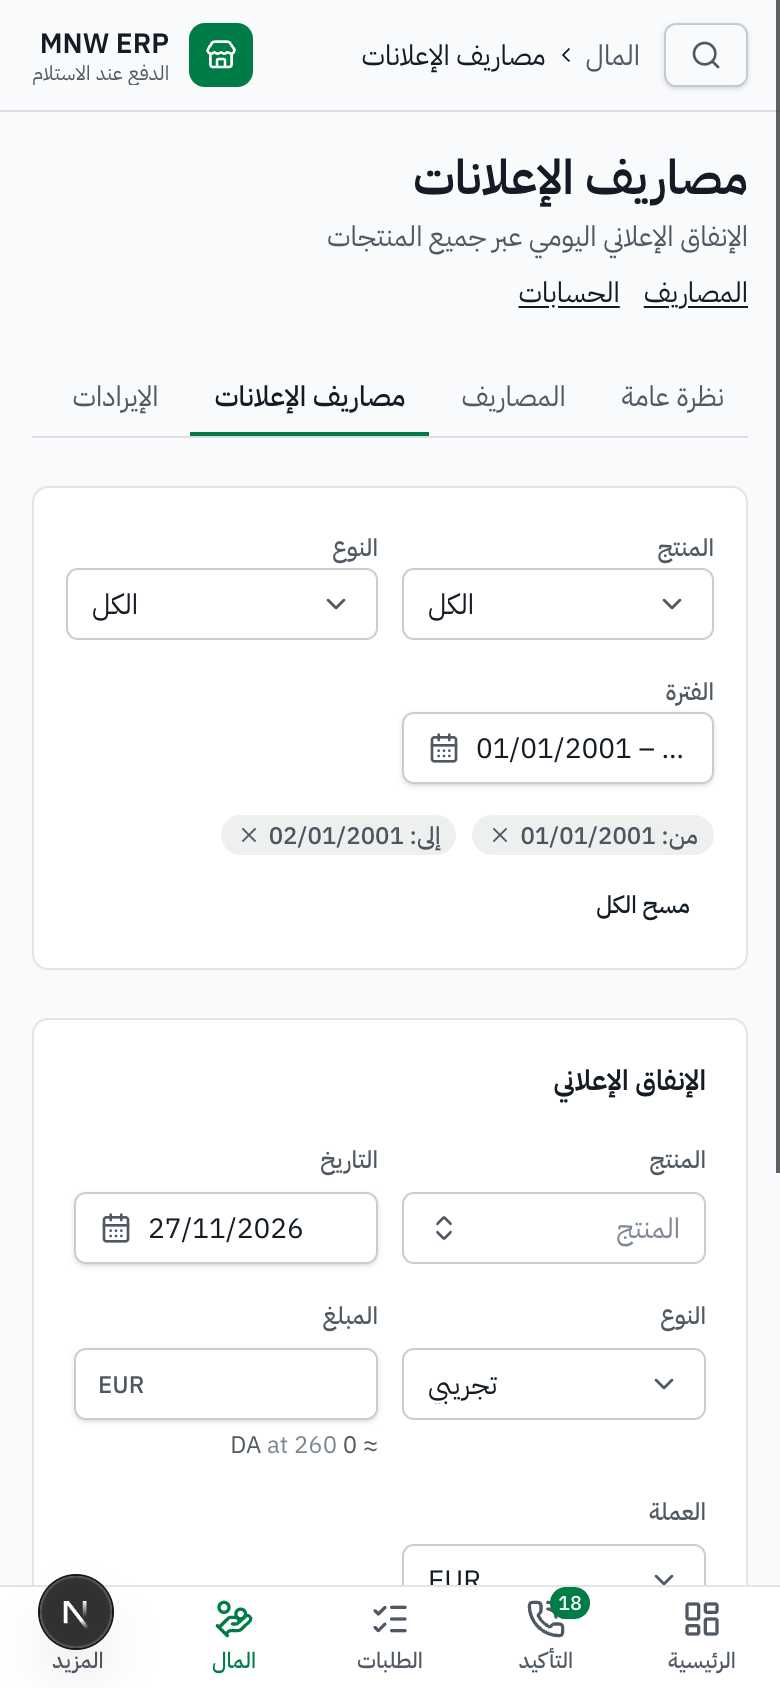 المال › مصاريف الإعلانات
MNW ERP
الدفع عند الاستلام
مصاريف الإعلانات
الإنفاق الإعلاني اليومي عبر جميع المنتجات
المصاريف الحسابات
نظرة عامة المصاريف مصاريف الإعلانات الإيرادات
المنتج النوع
الكل الكل
الفترة
01/01/2001 – ...
من: 01/01/2001 × إلى: 02/01/2001 ×
مسح الكل
الإنفاق الإعلاني
المنتج التاريخ
المنتج 27/11/2026
النوع المبلغ
تجريبي EUR
≈ 0 DA at 260
العملة
EUR
18
الرئيسية التأكيد الطلبات المال المزيد
N